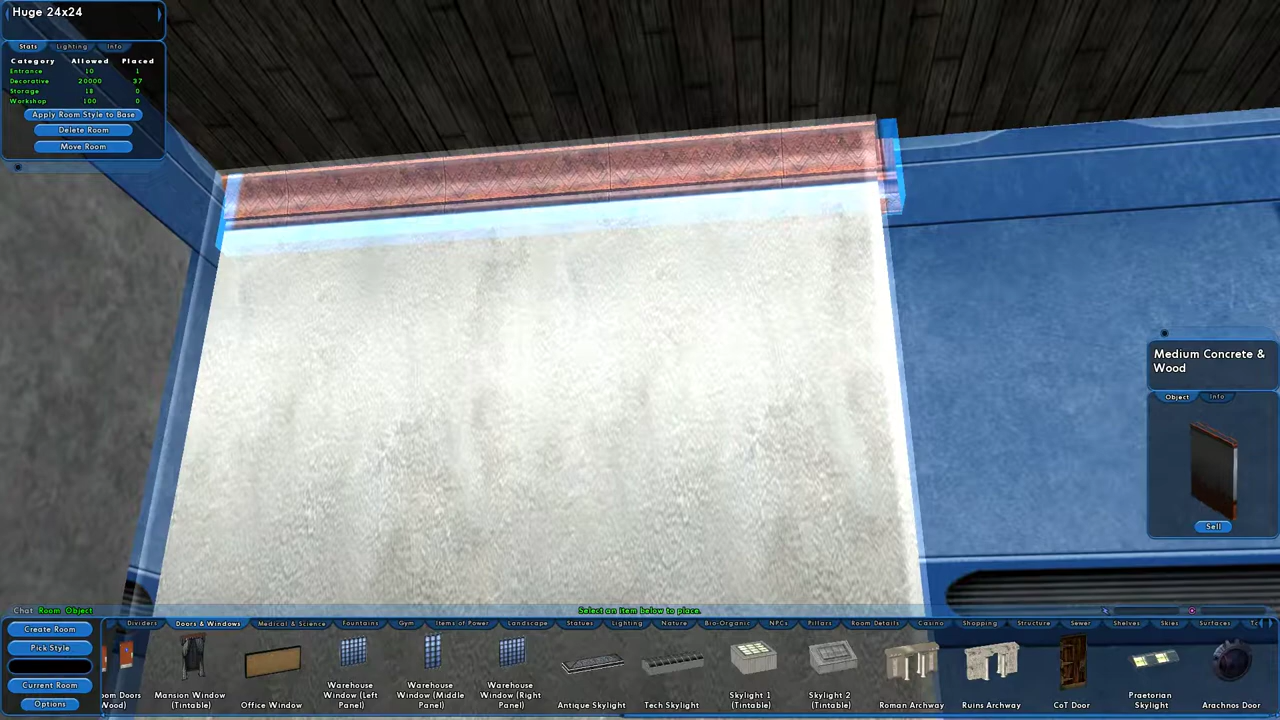 Huge 24x24
Stats Lighting Info
Category Allowed Placed
Entrance 10 1
Decorative 20000 37
Storage 18 0
Workshop 100 0
Apply Room Style to Base
Delete Room
Move Room
Medium Concrete &
Wood
Object Info
Sell
Chat Room Object
Select an item below to place.
Create Room
Pick Style
Current Room
Options
Dividers Doors & Windows Medical & Science Fountains Gym Items of Power Landscape Statues Lighting Nature Bio-Organic NPCs Pillars Room Details Casino Shopping Structure Sewer Shelves Skies Surfaces
om Doors
Wood)
Mansion Window
(Tintable)
Office Window
Warehouse
Window (Left
Panel)
Warehouse
Window (Middle
Panel)
Warehouse
Window (Right
Panel)
Antique Skylight
Tech Skylight
Skylight 1
(Tintable)
Skylight 2
(Tintable)
Roman Archway
Ruins Archway
CoT Door
Praetorian
Skylight
Arachnos Door